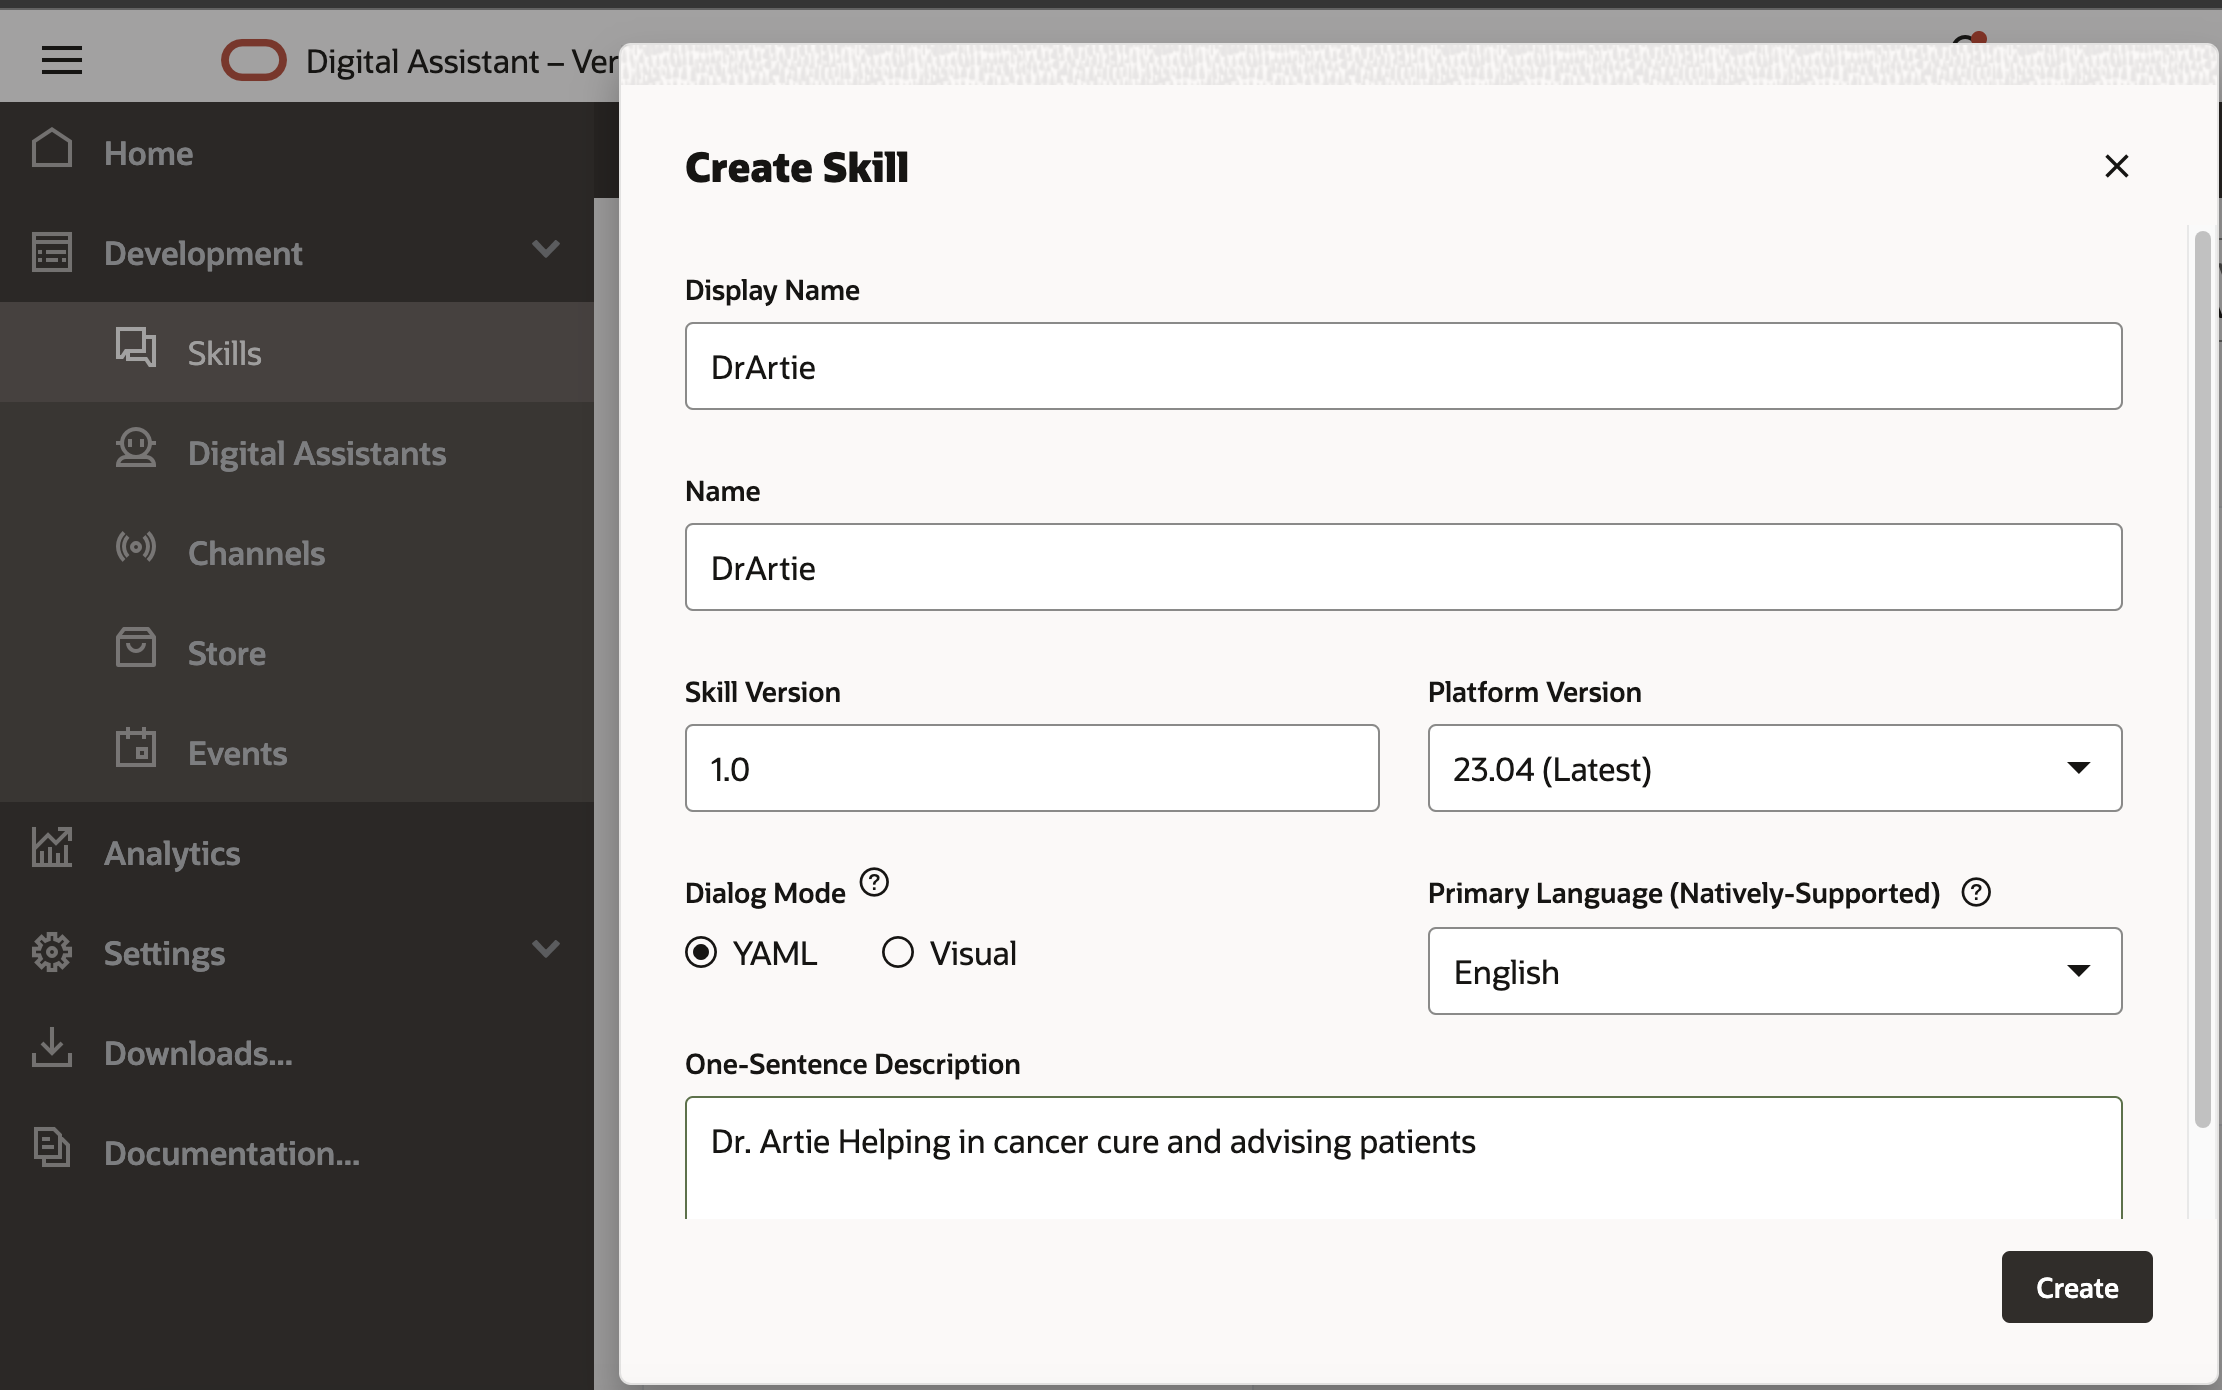 Digital Assistant – Ver
Home
Development
Skills
Digital Assistants
Channels
Store
Events
Analytics
Settings
Downloads...
Documentation...
Create Skill
Display Name
DrArtie
Name
DrArtie
Skill Version
Platform Version
1.0
23.04 (Latest)
Dialog Mode
Primary Language (Natively-Supported)
YAML
Visual
English
One-Sentence Description
Dr. Artie Helping in cancer cure and advising patients
Create